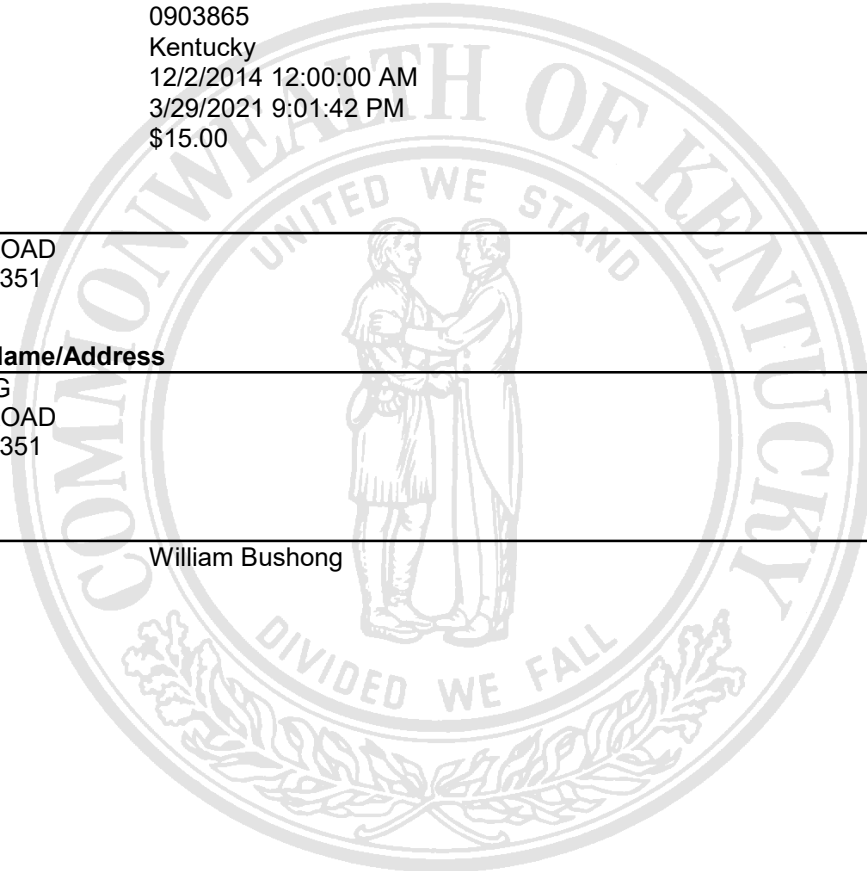 0903865
Kentucky
12/2/2014 12:00:00 AM
3/29/2021 9:01:42 PM
$15.00
COMMONWEALTH OF KENTUCKY
UNITED WE STAND
OAD
351
Name/Address
G
OAD
351
William Bushong
DIVIDED WE FALL